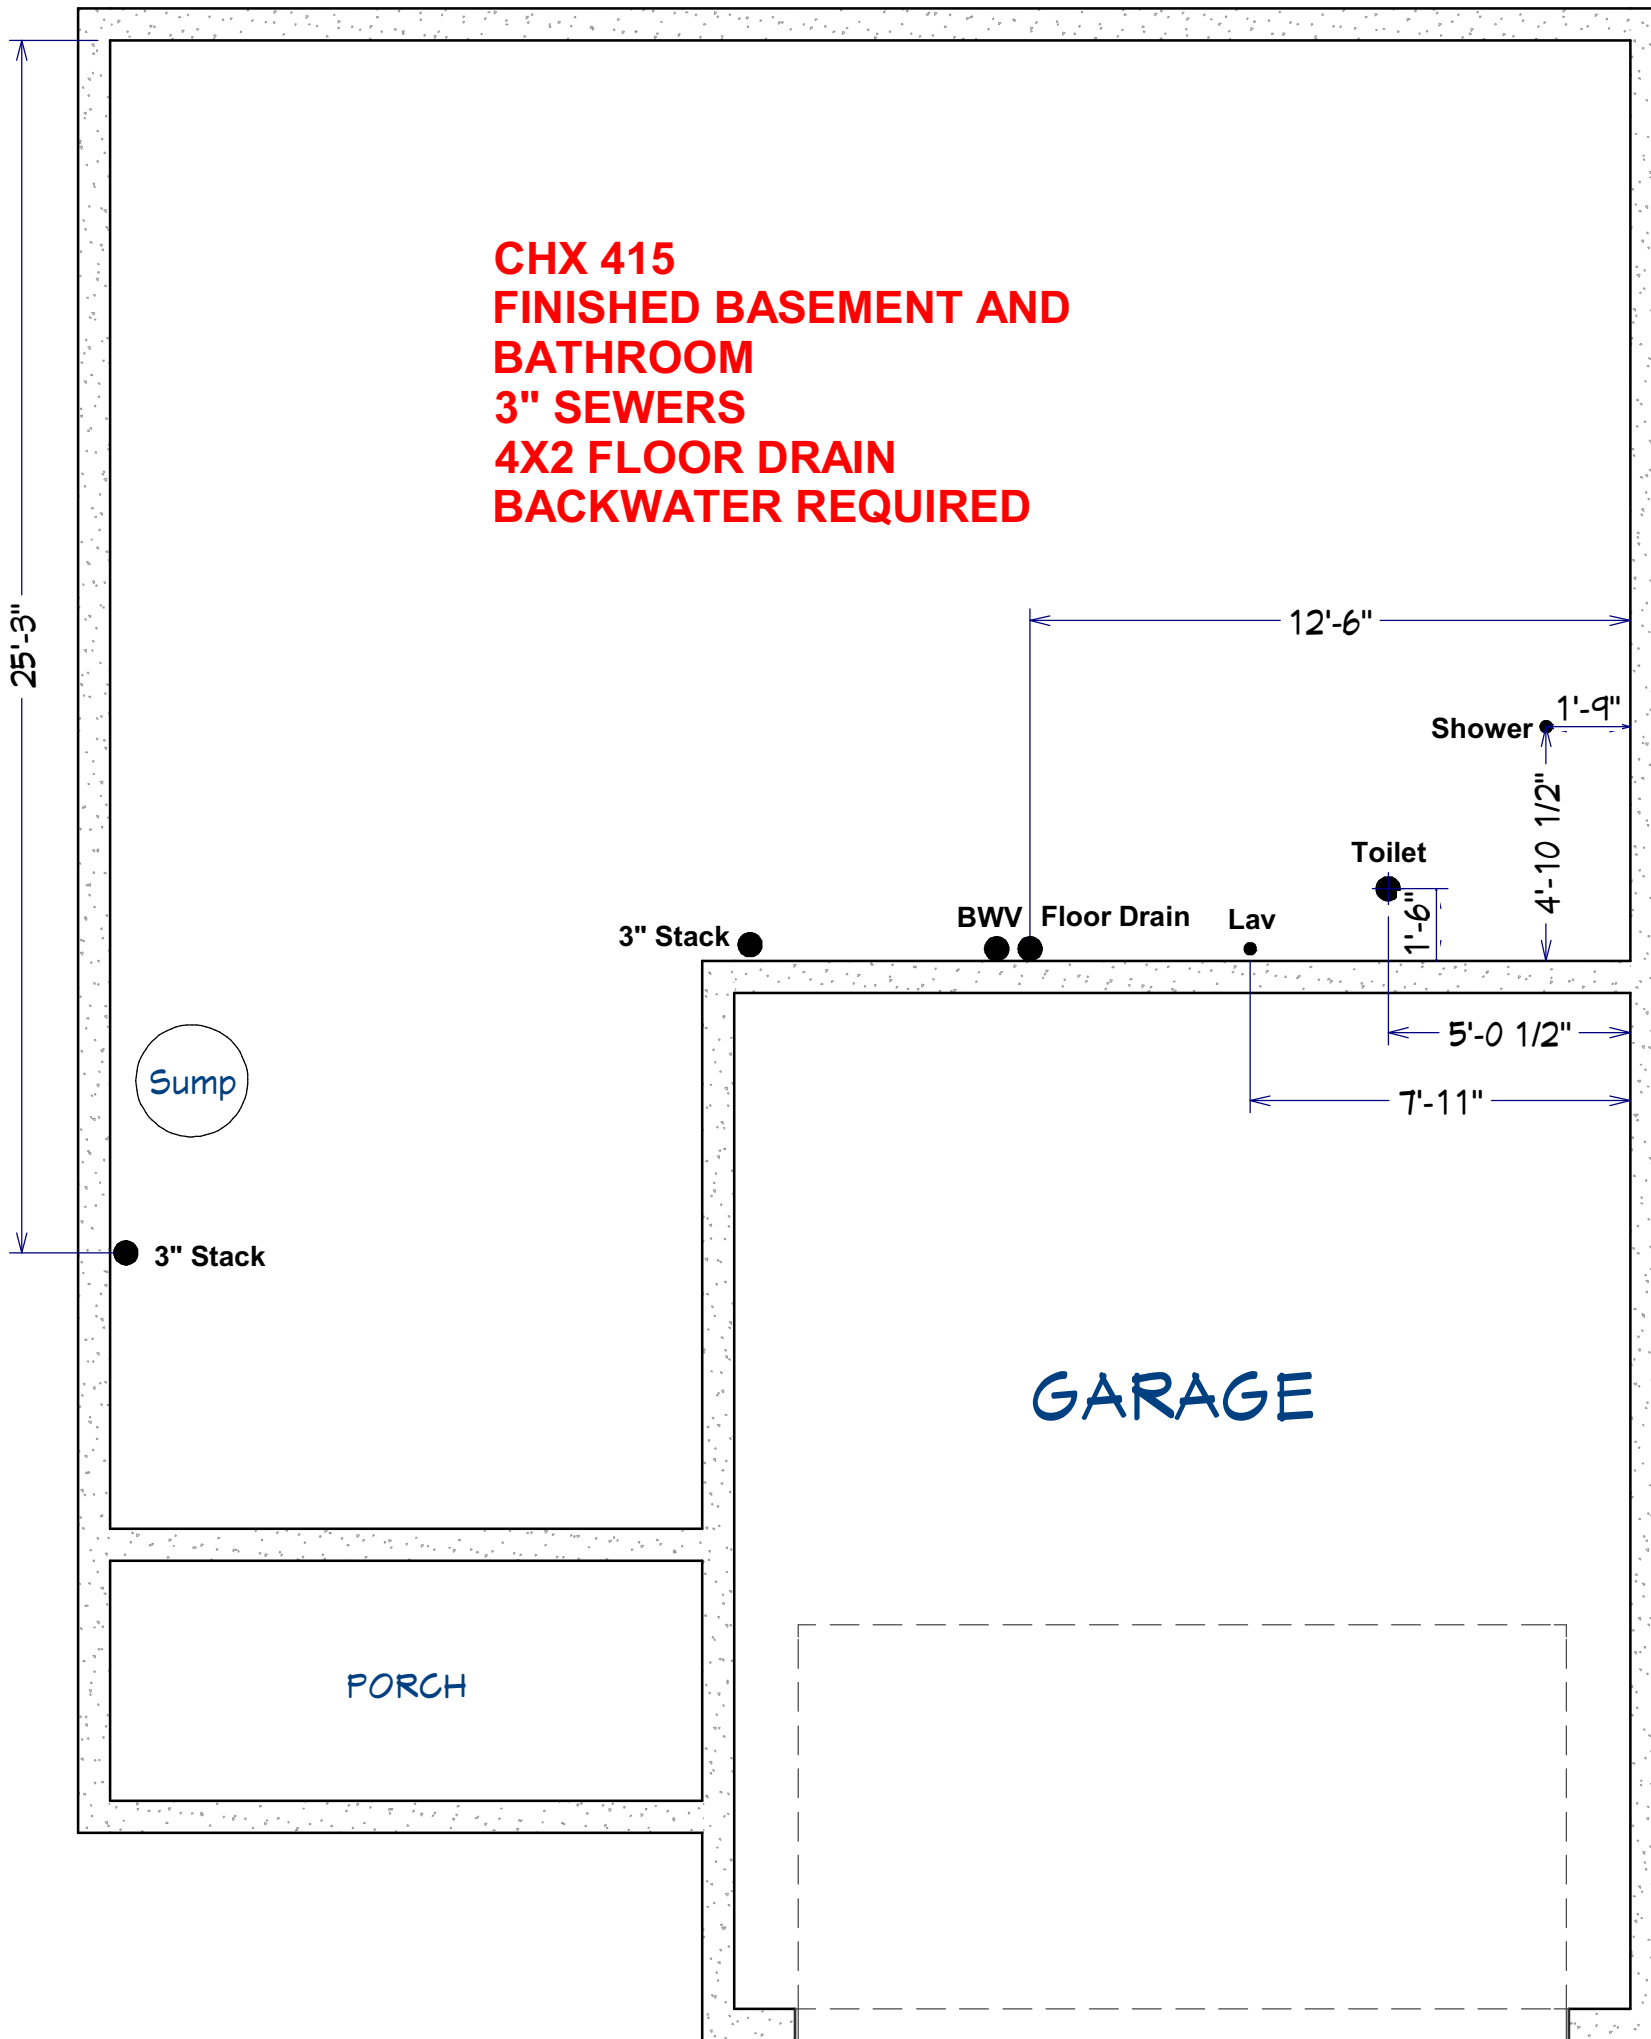 CHX 415
FINISHED BASEMENT AND
BATHROOM
3" SEWERS
4X2 FLOOR DRAIN
BACKWATER REQUIRED
25'-3"
12'-6"
1'-9"
Shower
4'-10 1/2"
Toilet
1'-6"
BWV
Floor Drain
Lav
3" Stack
5'-0 1/2"
7'-11"
Sump
3" Stack
GARAGE
PORCH